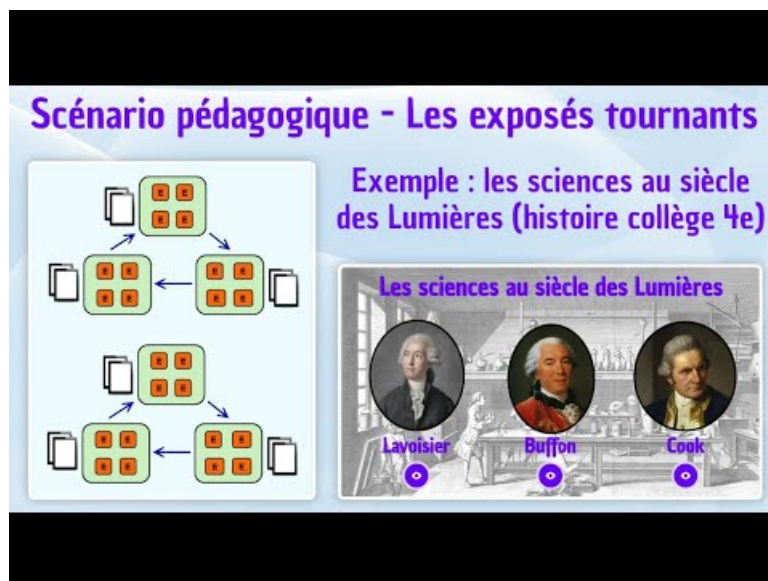 Scénario pédagogique - Les exposés tournants
Exemple : les sciences au siècle
des Lumières (histoire collège 4e)
E E
E E
E E
E E
E E
E E
E E
E E
E E
E E
E E
E E
Les sciences au siècle des Lumières
Lavoisier
Buffon
Cook